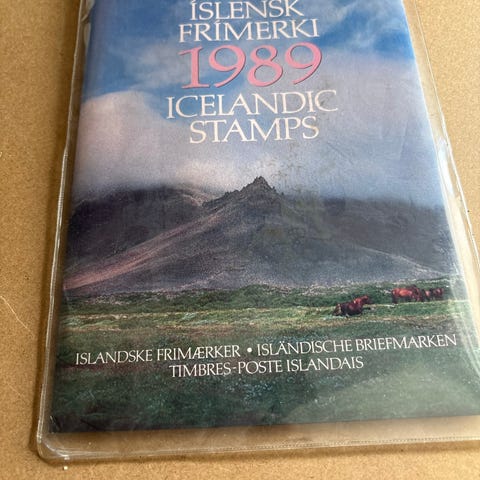 ÍSLENSK
FRÍMERKI
1989
ICELANDIC
STAMPS
ISLANDSKE FRIMÆRKER • ISLÄNDISCHE BRIEFMARKEN
TIMBRES-POSTE ISLANDAIS